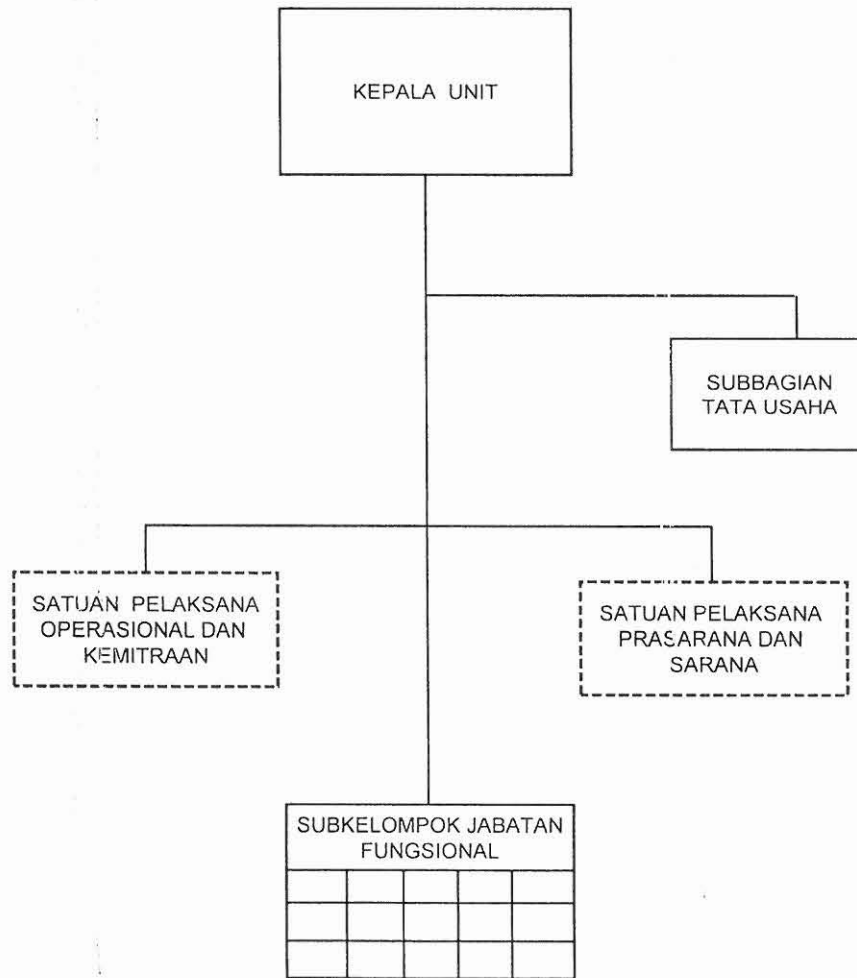 KEPALA UNIT
SUBBAGIAN
TATA USAHA
SATUAN PELAKSANA
OPERASIONAL DAN
KEMITRAAN
SATUAN PELAKSANA
PRASARANA DAN
SARANA
SUBKELOMPOK JABATAN
FUNGSIONAL